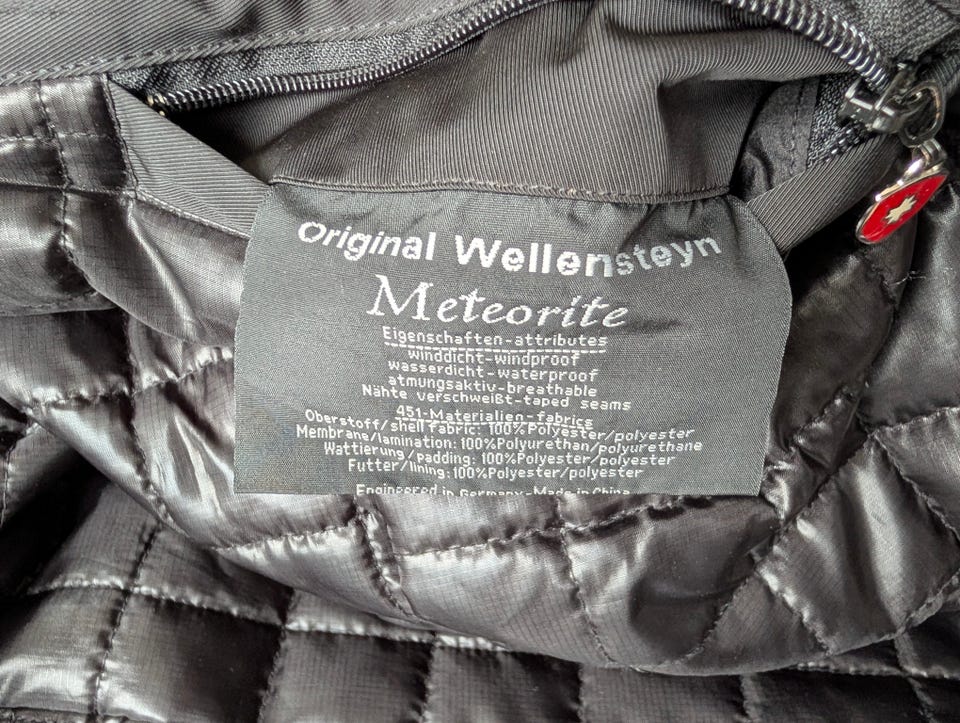 Original Wellensteyn
Meteorite
Eigenschaften-attributes
winddicht-windproof
wasserdicht-waterproof
atmungsaktiv-breathable
Nähte verschweißt-taped seams
451-Materialien-fabrics
Oberstoff/shell fabric: 100%Polyester/polyester
Membrane/lamination: 100%Polyurethan/polyurethane
Wattierung/padding: 100%Polyester/polyester
Futter/lining: 100%Polyester/polyester
Engineered in Germany-Made in China